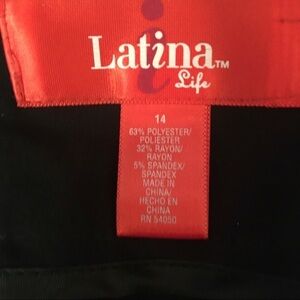 Latina™
Life
14
63% POLYESTER/
POLIESTER
32% RAYON/
RAYON
5% SPANDEX/
SPANDEX
MADE IN
CHINA/
HECHO EN
CHINA
RN 54050